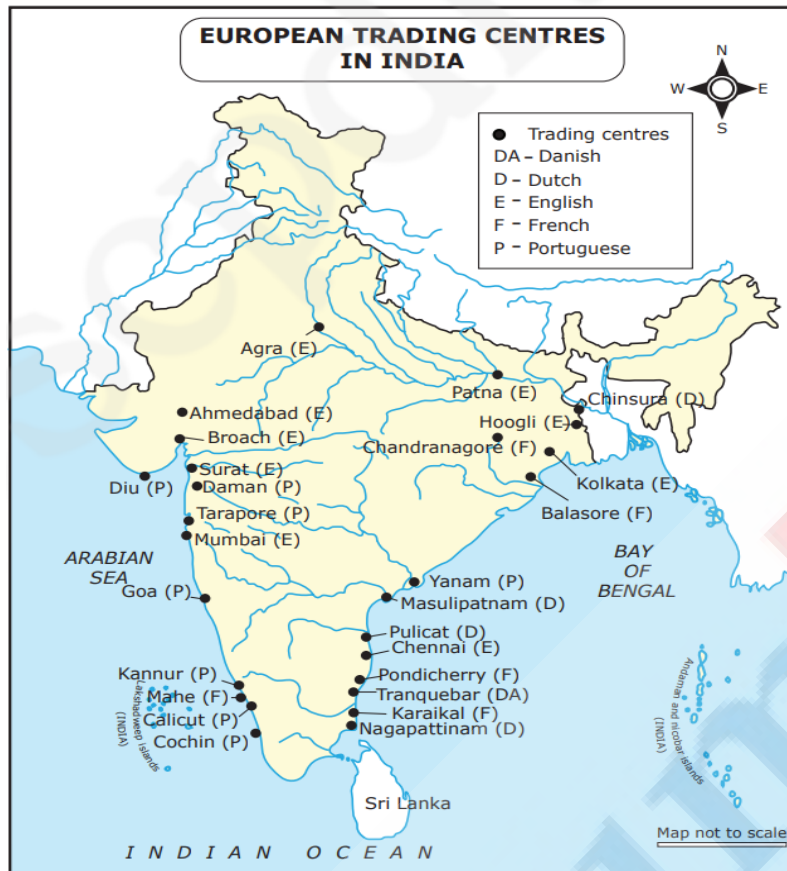 EUROPEAN TRADING CENTRES
IN INDIA
N
W E
S
Trading centres
DA – Danish
D – Dutch
E – English
F – French
P – Portuguese
Agra (E)
Patna (E)
Chinsura (D)
Ahmedabad (E)
Hoogli (E)
Broach (E)
Chandranagore (F)
Surat (E)
Kolkata (E)
Diu (P)
Daman (P)
Balasore (F)
Tarapore (P)
Mumbai (E)
ARABIAN
SEA
BAY
OF
BENGAL
Yanam (P)
Goa (P)
Masulipatnam (D)
Pulicat (D)
Chennai (E)
Kannur (P)
Pondicherry (F)
Mahe (F)
Tranquebar (DA)
Calicut (P)
Karaikal (F)
Nagapattinam (D)
Cochin (P)
Lakshadweep islands
(INDIA)
Andaman and nicobar islands
(INDIA)
Sri Lanka
Map not to scale
INDIAN OCEAN